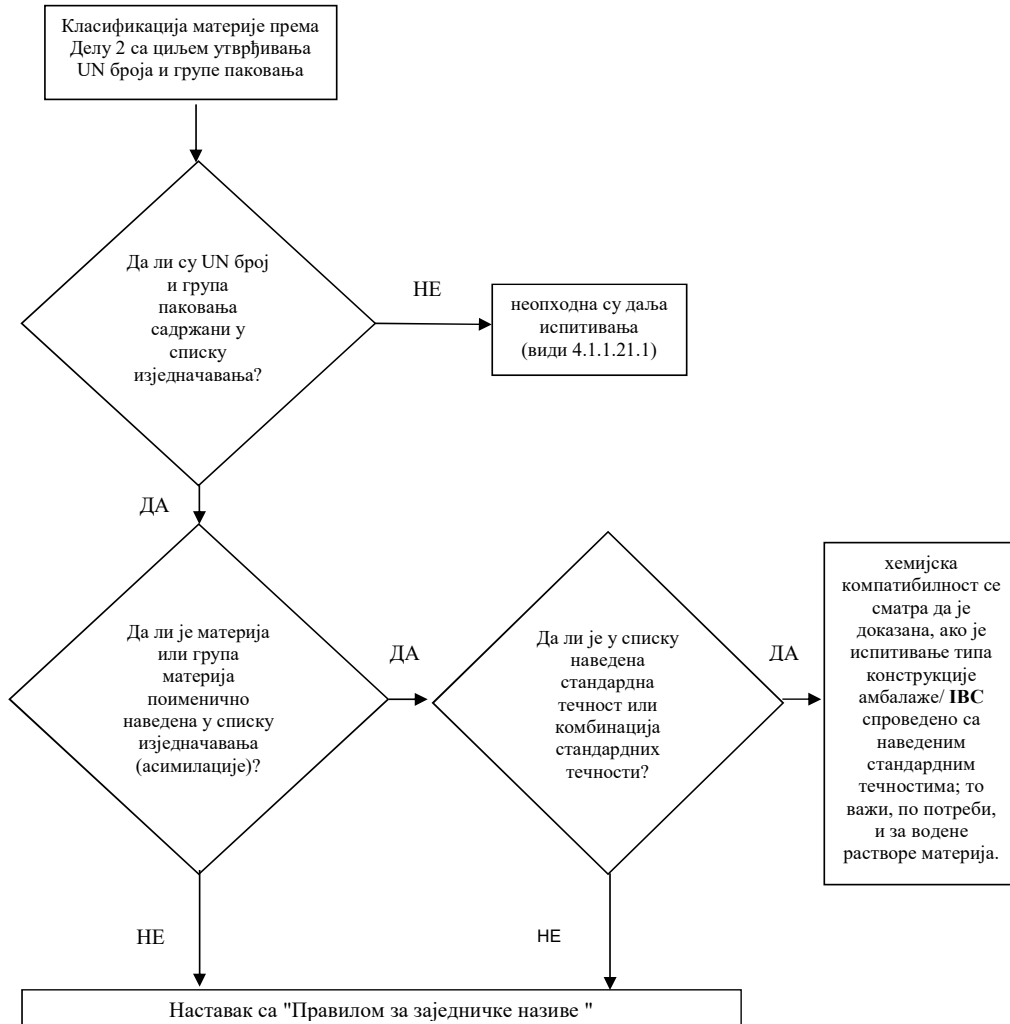 Класификација материје према
Делу 2 са циљем утврђивања
UN броја и групе паковања
Да ли су UN број
и група
паковања
садржани у
списку
изједначавања?
НЕ
неопходна су даља
испитивања
(види 4.1.1.21.1)
ДА
Да ли је материја
или група
материја
поименично
наведена у списку
изједначавања
(асимилације)?
ДА
Да ли је у списку
наведена
стандардна
течност или
комбинација
стандардних
течности?
ДА
хемијска
компатибилност се
сматра да је
доказана, ако је
испитивање типа
конструкције
амбалаже/ IBC
спроведено са
наведеним
стандардним
течностима; то
важи, по потреби,
и за водене
растворе материја.
НЕ
НЕ
Наставак са "Правилом за заједничке називе "